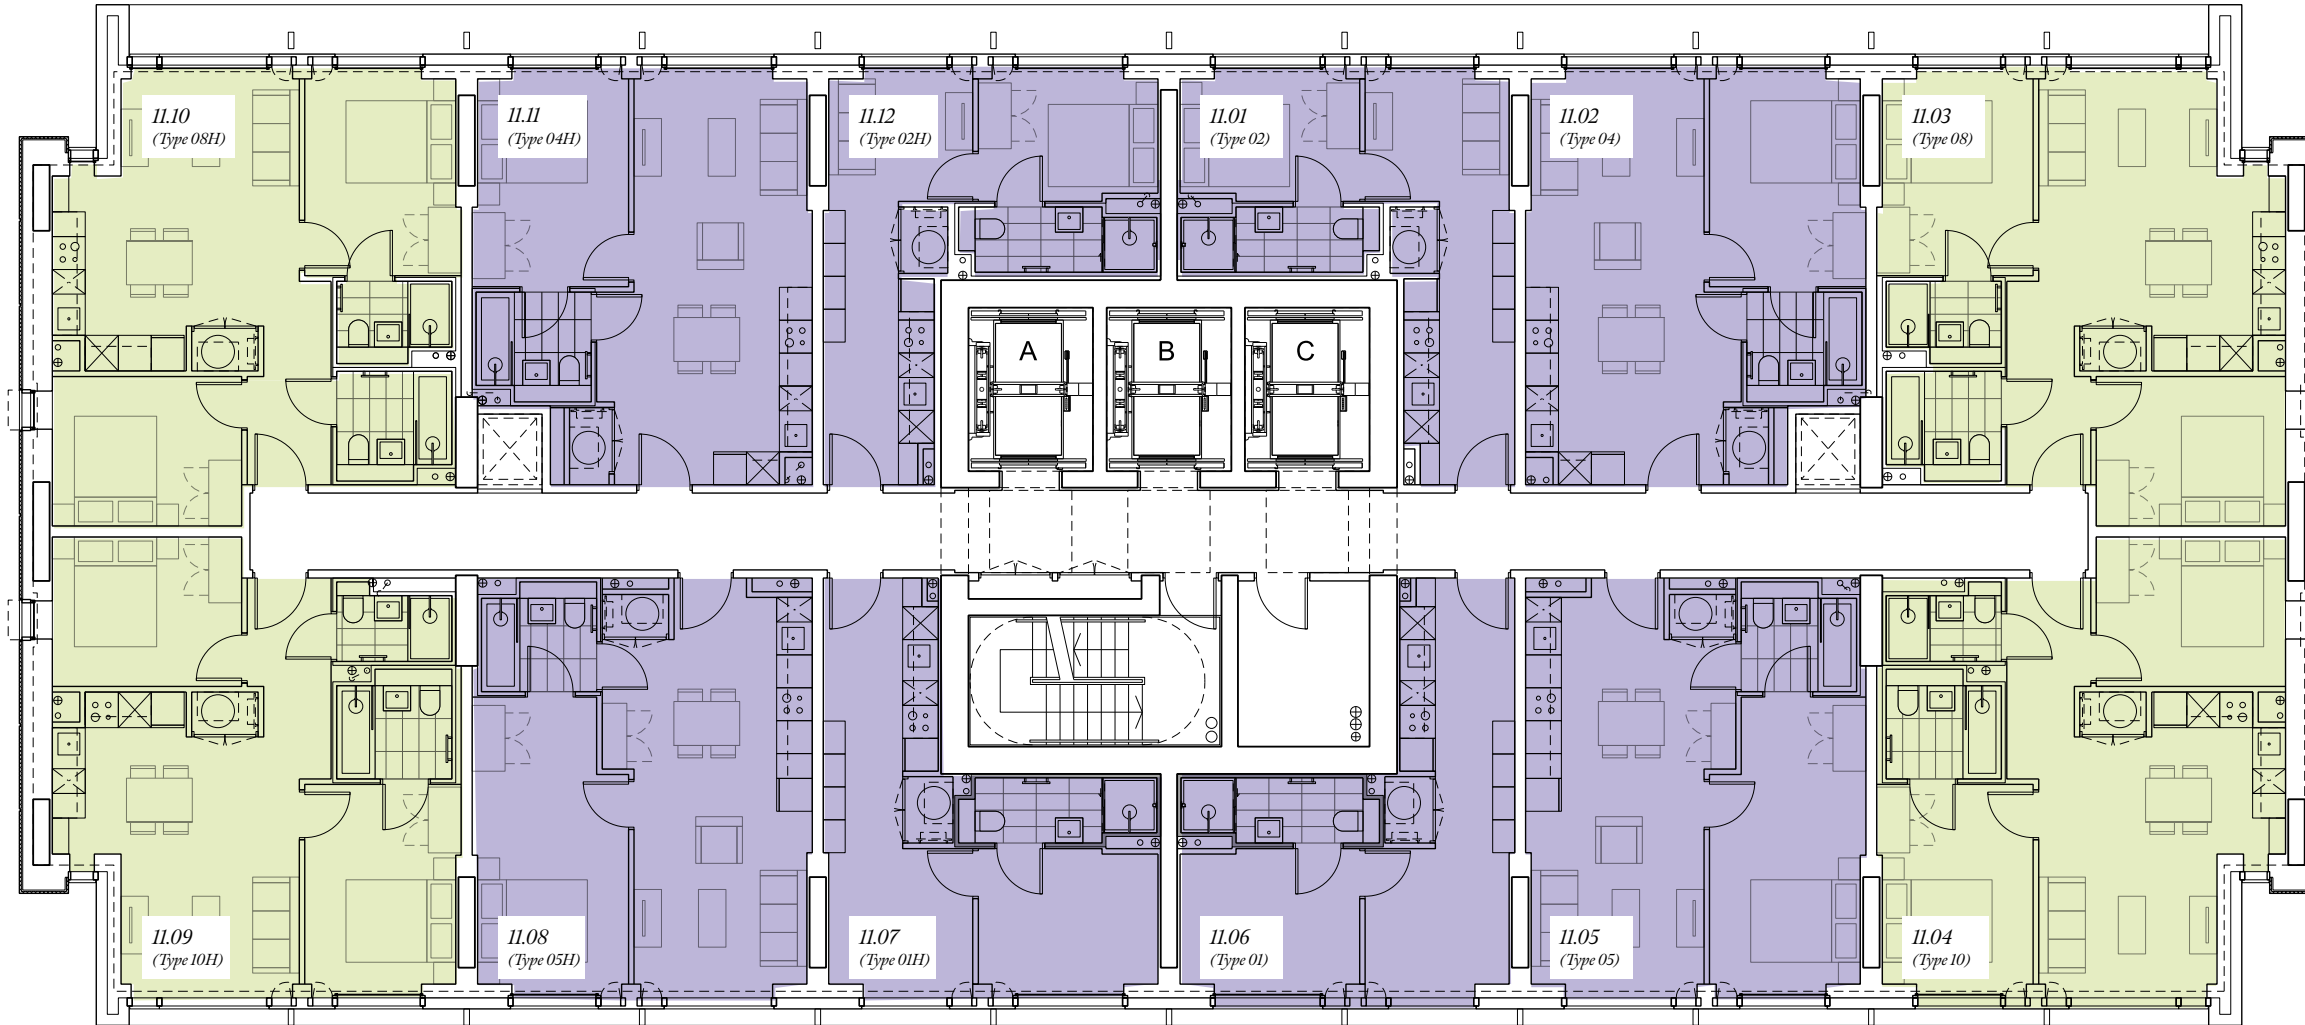 11.10
(Type 08H)
11.11
(Type 04H)
11.12
(Type 02H)
11.01
(Type 02)
11.02
(Type 04)
11.03
(Type 08)
A
B
C
11.09
(Type 10H)
11.08
(Type 05H)
11.07
(Type 01H)
11.06
(Type 01)
11.05
(Type 05)
11.04
(Type 10)